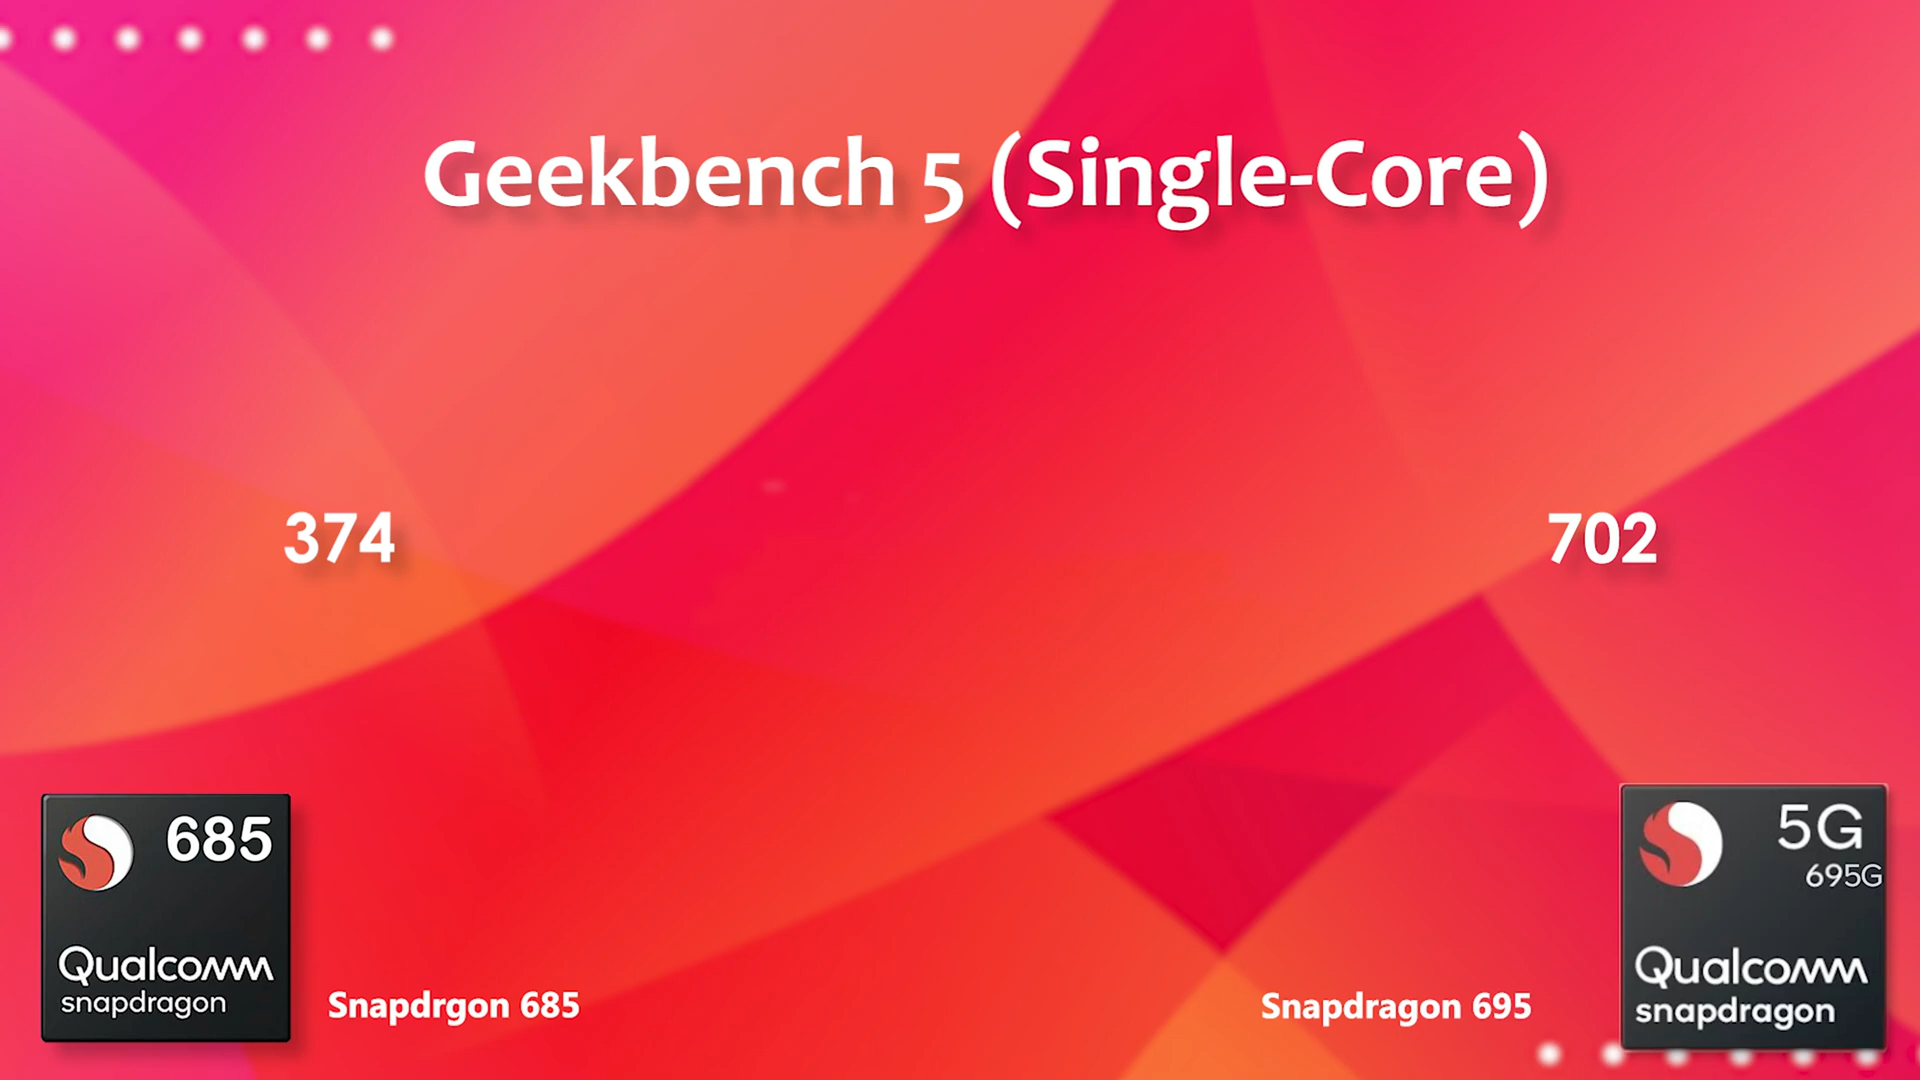 Geekbench 5 (Single-Core)
374
702
685
Qualcomm
snapdragon
Snapdrgon 685
Snapdragon 695
5G
695G
Qualcomm
snapdragon